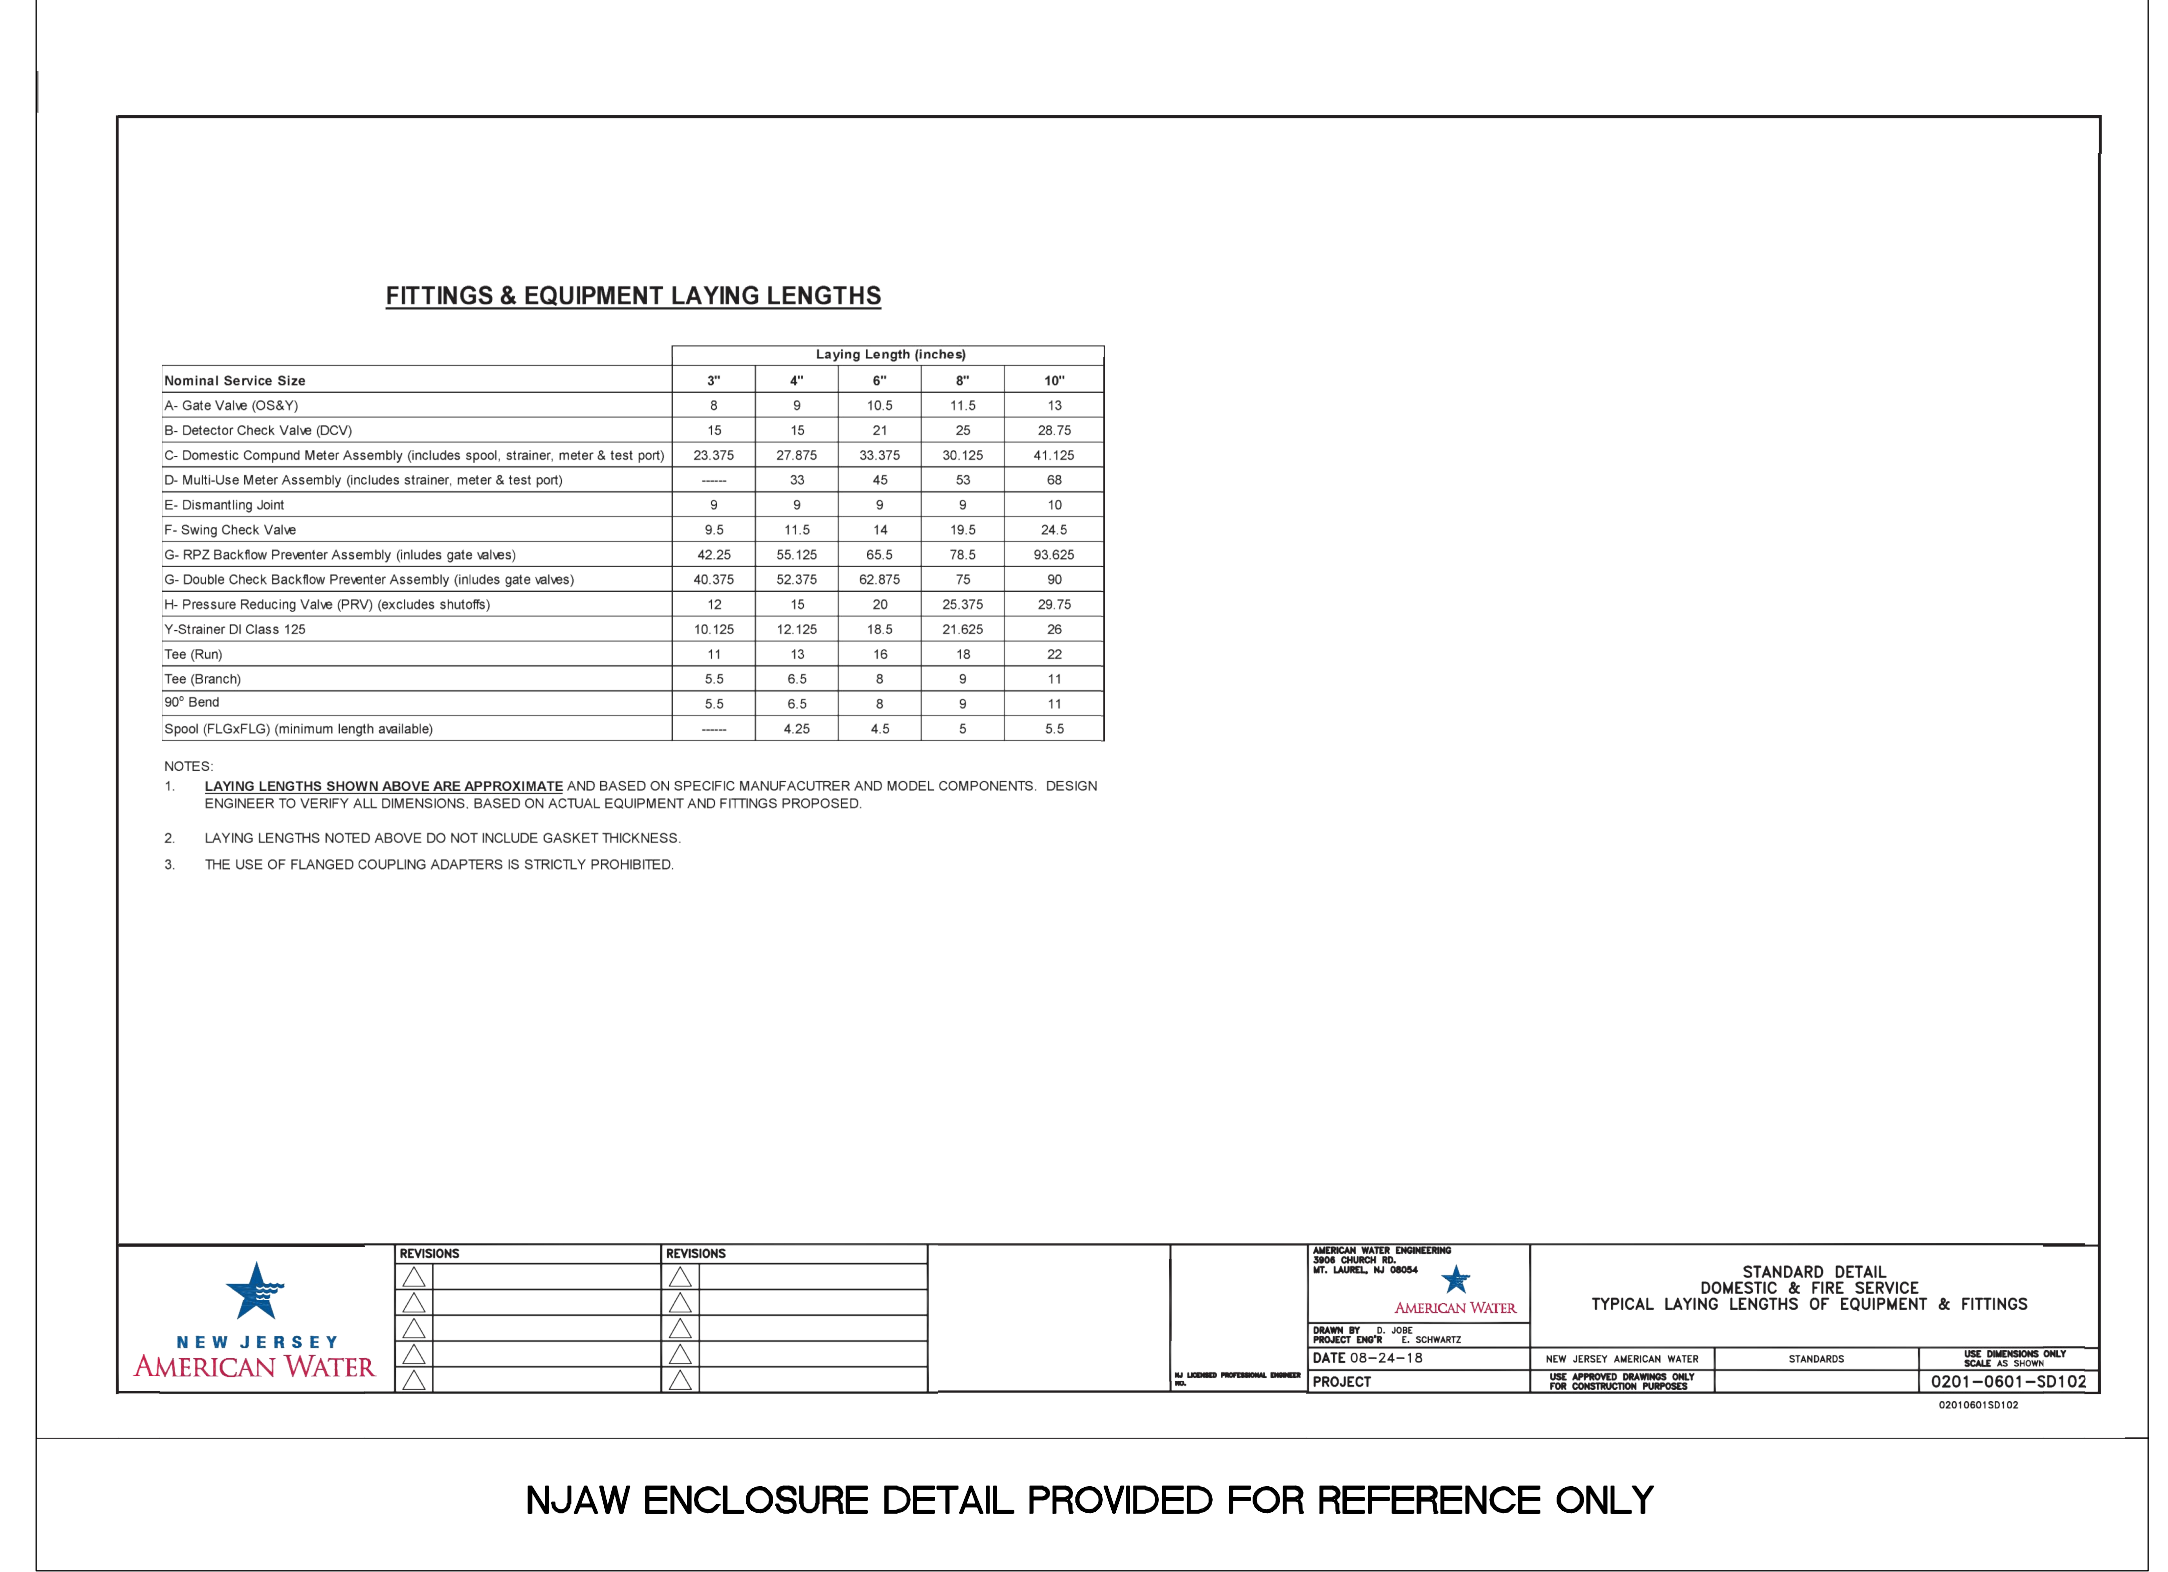 FITTINGS & EQUIPMENT LAYING LENGTHS
Laying Length (inches)
Nominal Service Size 3" 4" 6" 8" 10"
A- Gate Valve (OS&Y) 8 9 10.5 11.5 13
B- Detector Check Valve (DCV) 15 15 21 25 28.75
C- Domestic Compund Meter Assembly (includes spool, strainer, meter & test port) 23.375 27.875 33.375 30.125 41.125
D- Multi-Use Meter Assembly (includes strainer, meter & test port) ------ 33 45 53 68
E- Dismantling Joint 9 9 9 9 10
F- Swing Check Valve 9.5 11.5 14 19.5 24.5
G- RPZ Backflow Preventer Assembly (inludes gate valves) 42.25 55.125 65.5 78.5 93.625
G- Double Check Backflow Preventer Assembly (inludes gate valves) 40.375 52.375 62.875 75 90
H- Pressure Reducing Valve (PRV) (excludes shutoffs) 12 15 20 25.375 29.75
Y-Strainer DI Class 125 10.125 12.125 18.5 21.625 26
Tee (Run) 11 13 16 18 22
Tee (Branch) 5.5 6.5 8 9 11
90° Bend 5.5 6.5 8 9 11
Spool (FLGxFLG) (minimum length available) ------ 4.25 4.5 5 5.5
NOTES:
1. LAYING LENGTHS SHOWN ABOVE ARE APPROXIMATE AND BASED ON SPECIFIC MANUFACUTRER AND MODEL COMPONENTS. DESIGN
ENGINEER TO VERIFY ALL DIMENSIONS, BASED ON ACTUAL EQUIPMENT AND FITTINGS PROPOSED.
2. LAYING LENGTHS NOTED ABOVE DO NOT INCLUDE GASKET THICKNESS.
3. THE USE OF FLANGED COUPLING ADAPTERS IS STRICTLY PROHIBITED.
NEW JERSEY
AMERICAN WATER
REVISIONS
REVISIONS
NJ LICENSED PROFESSIONAL ENGINEER
NO.
AMERICAN WATER ENGINEERING
3906 CHURCH RD.
MT. LAUREL, NJ 08054
AMERICAN WATER
DRAWN BY D. JOBE
PROJECT ENG'R E. SCHWARTZ
DATE 08-24-18
PROJECT
STANDARD DETAIL
DOMESTIC & FIRE SERVICE
TYPICAL LAYING LENGTHS OF EQUIPMENT & FITTINGS
NEW JERSEY AMERICAN WATER
STANDARDS
USE DIMENSIONS ONLY
SCALE AS SHOWN
USE APPROVED DRAWINGS ONLY
FOR CONSTRUCTION PURPOSES
0201-0601-SD102
02010601SD102
NJAW ENCLOSURE DETAIL PROVIDED FOR REFERENCE ONLY